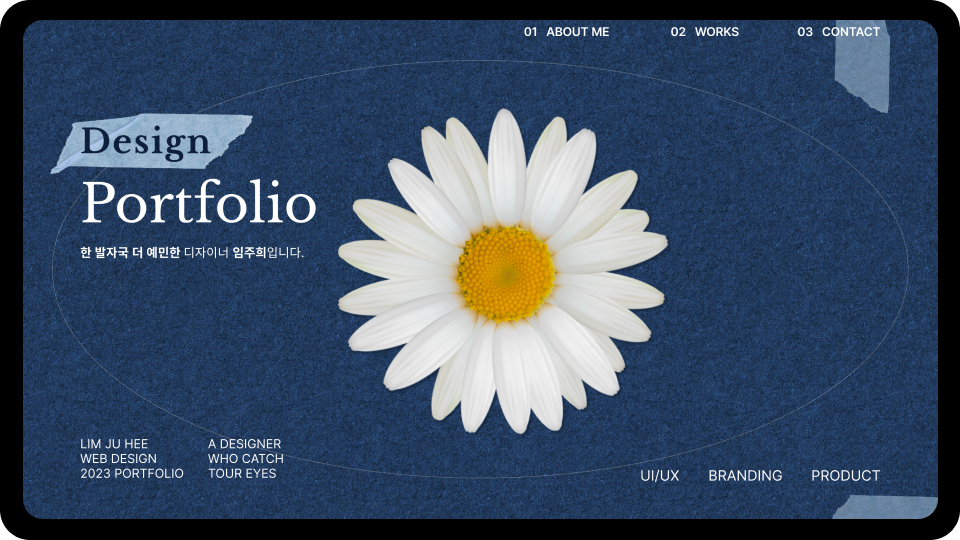 01 ABOUT ME
02 WORKS
03 CONTACT
Design
Portfolio
한 발자국 더 예민한 디자이너 임주희입니다.
LIM JU HEE
WEB DESIGN
2023 PORTFOLIO
A DESIGNER
WHO CATCH
TOUR EYES
UI/UX
BRANDING
PRODUCT